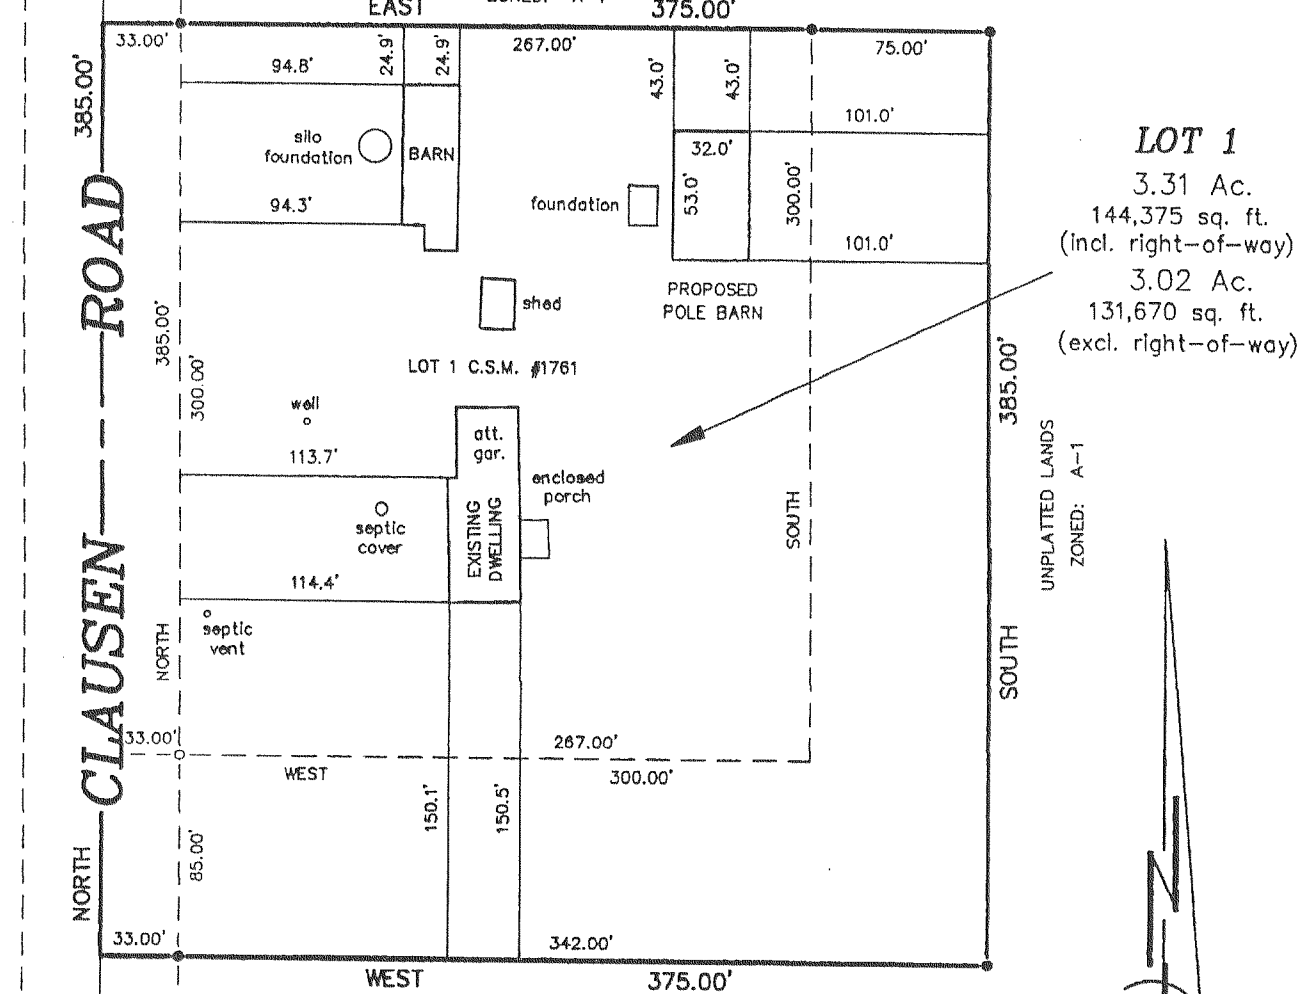 EAST
375.00'
33.00'
267.00'
75.00'
385.00'
94.8'
24.9'
24.9'
43.0'
43.0'
101.0'
silo
foundation
BARN
32.0'
53.0'
300.00'
94.3'
foundation
101.0'
LOT 1
3.31 Ac.
144,375 sq. ft.
(incl. right-of-way)
3.02 Ac.
131,670 sq. ft.
(excl. right-of-way)
shed
PROPOSED
POLE BARN
CLAUSEN ROAD
385.00'
300.00'
LOT 1 C.S.M. #1761
well
113.7'
att.
gar.
enclosed
porch
385.00'
UNPLATTED LANDS
ZONED: A-1
septic
cover
EXISTING
DWELLING
SOUTH
114.4'
septic
vent
NORTH
SOUTH
33.00'
WEST
267.00'
300.00'
150.1'
150.5'
85.00'
NORTH
33.00'
342.00'
WEST
375.00'
N